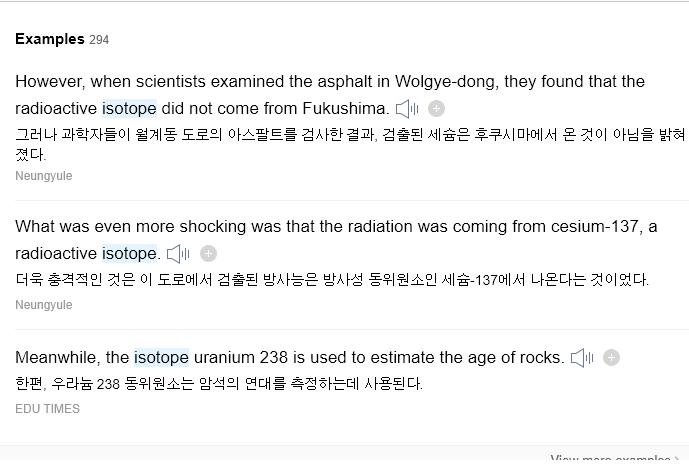 Examples 294
However, when scientists examined the asphalt in Wolgye-dong, they found that the
radioactive isotope did not come from Fukushima.
그러나 과학자들이 월계동 도로의 아스팔트를 검사한 결과, 검출된 세슘은 후쿠시마에서 온 것이 아님을 밝혀
졌다.
Neungyule
What was even more shocking was that the radiation was coming from cesium-137, a
radioactive isotope.
더욱 충격적인 것은 이 도로에서 검출된 방사능은 방사성 동위원소인 세슘-137에서 나온다는 것이었다.
Neungyule
Meanwhile, the isotope uranium 238 is used to estimate the age of rocks.
한편, 우라늄 238 동위원소는 암석의 연대를 측정하는데 사용된다.
EDU TIMES
View more examples